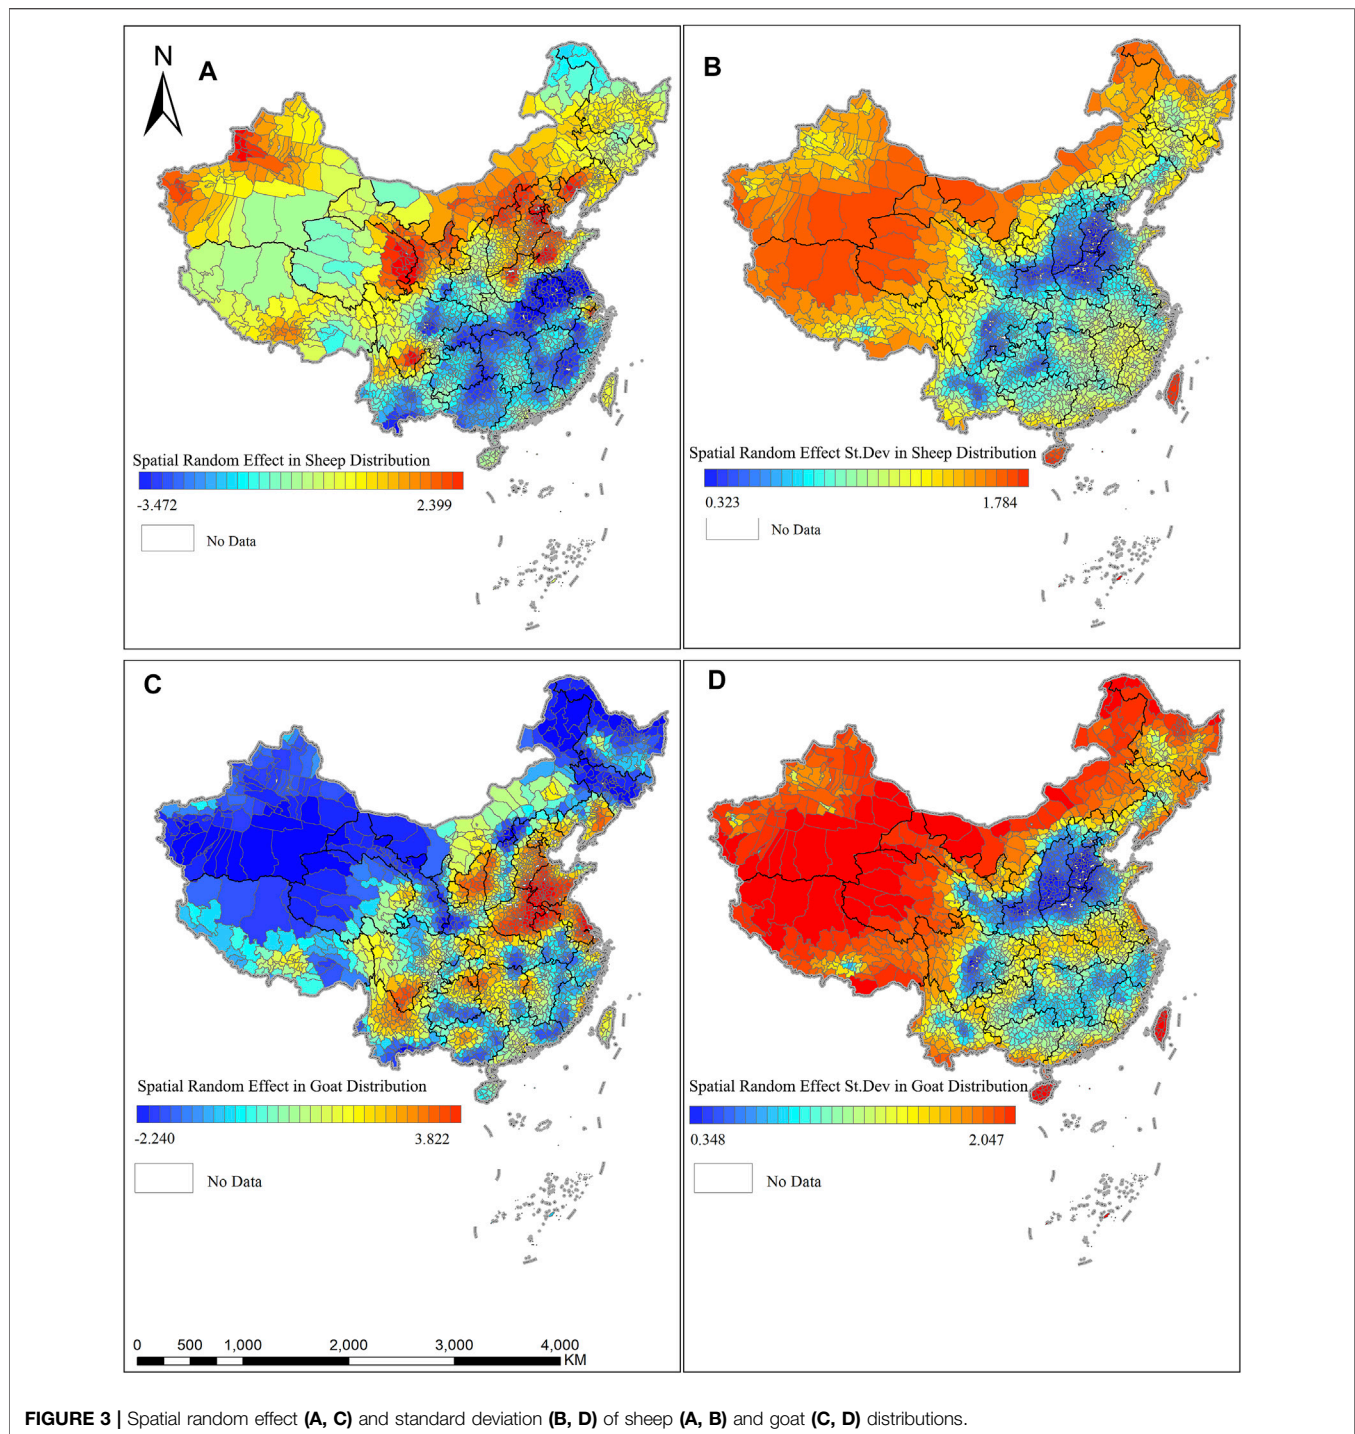 N
A
Spatial Random Effect in Sheep Distribution
-3.472 2.399
No Data
B
Spatial Random Effect St.Dev in Sheep Distribution
0.323 1.784
No Data
C
Spatial Random Effect in Goat Distribution
-2.240 3.822
No Data
0 500 1,000 2,000 3,000 4,000
KM
D
Spatial Random Effect St.Dev in Goat Distribution
0.348 2.047
No Data
FIGURE 3 | Spatial random effect (A, C) and standard deviation (B, D) of sheep (A, B) and goat (C, D) distributions.